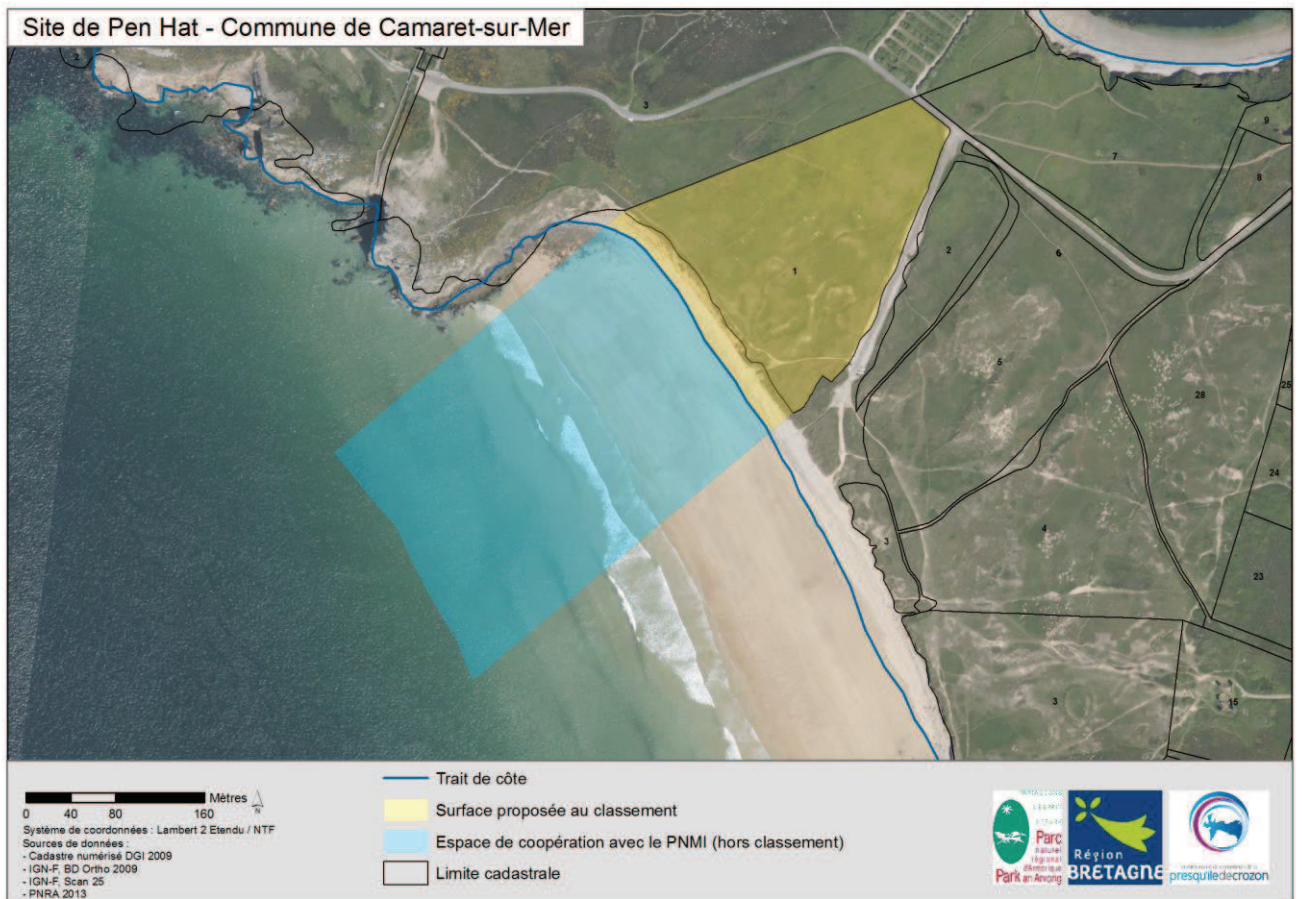 Site de Pen Hat - Commune de Camaret-sur-Mer
2
3
9
7
8
2
6
1
5
25
28
24
4
3
23
3
15
Mètres
N
0 40 80 160
Système de coordonnées : Lambert 2 Etendu / NTF
Sources de données :
- Cadastre numérisé DGI 2009
- IGN-F, BD Ortho 2009
- IGN-F, Scan 25
- PNRA 2013
Trait de côte
Surface proposée au classement
Espace de coopération avec le PNMI (hors classement)
Limite cadastrale
Parc
naturel
régional
d'Armorique
Park an Arvorig
Région
BRETAGNE
presqu'îledecrozon